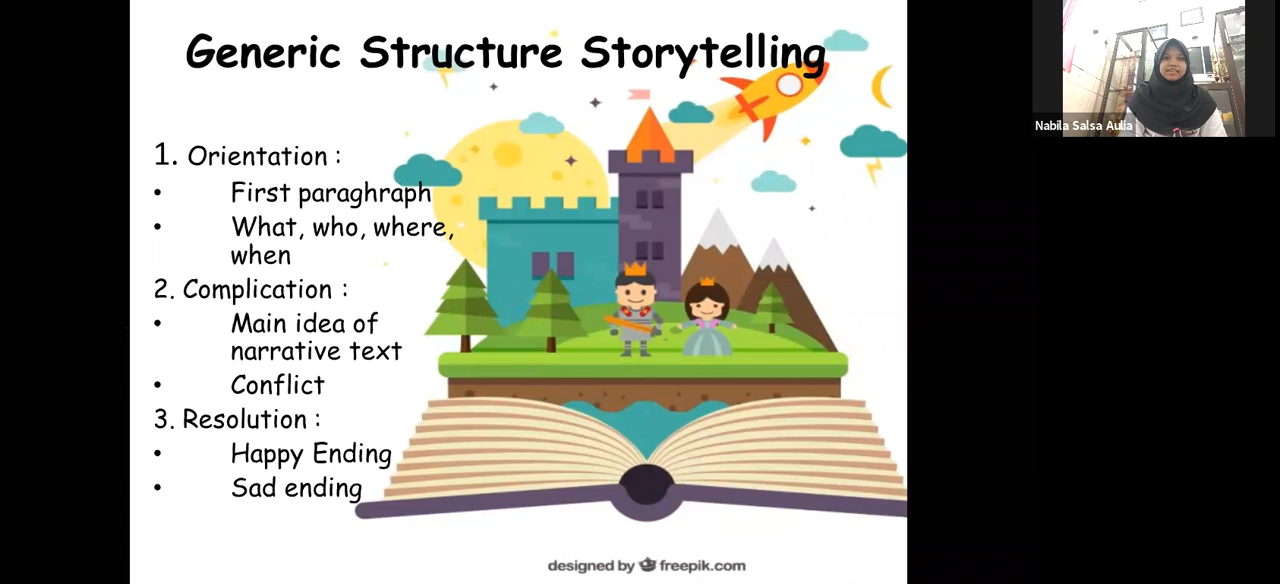 Generic Structure Storytelling
1. Orientation :
• First paraghraph
• What, who, where,
when
2. Complication :
• Main idea of
narrative text
• Conflict
3. Resolution :
• Happy Ending
• Sad ending
designed by freepik.com
Nabila Salsa Aulia